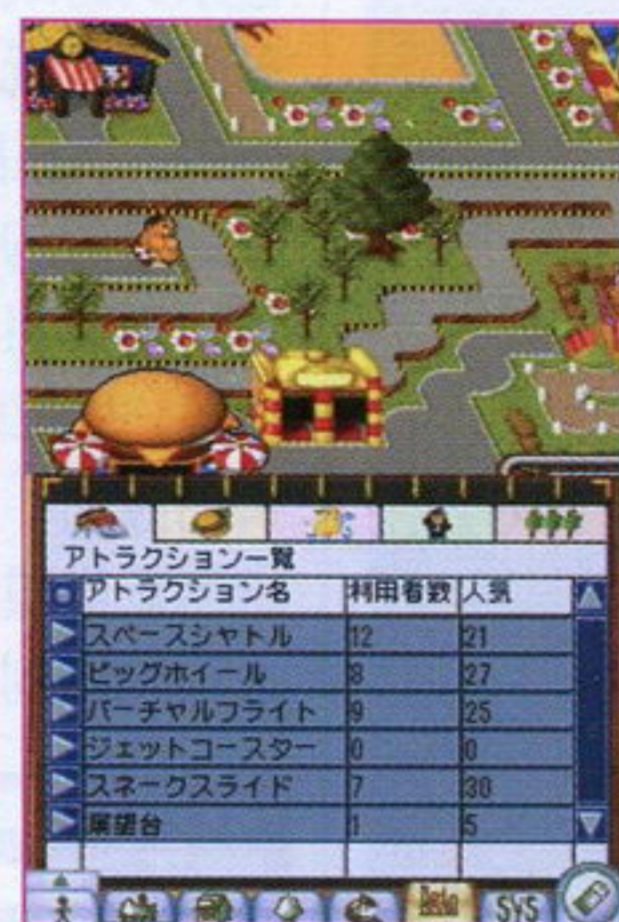 アトラクション一覧
アトラクション名 利用者数 人気
スペースシャトル 12 21
ビッグホイール 8 27
バーチャルフライト 9 25
ジェットコースター 0 0
スネークスライド 7 30
展望台 1 5
Data SYS